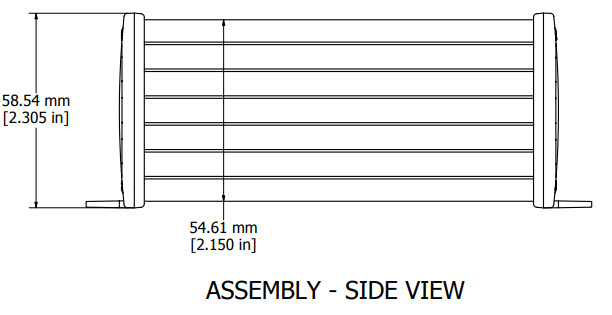 58.54 mm
[2.305 in]
54.61 mm
[2.150 in]
ASSEMBLY - SIDE VIEW